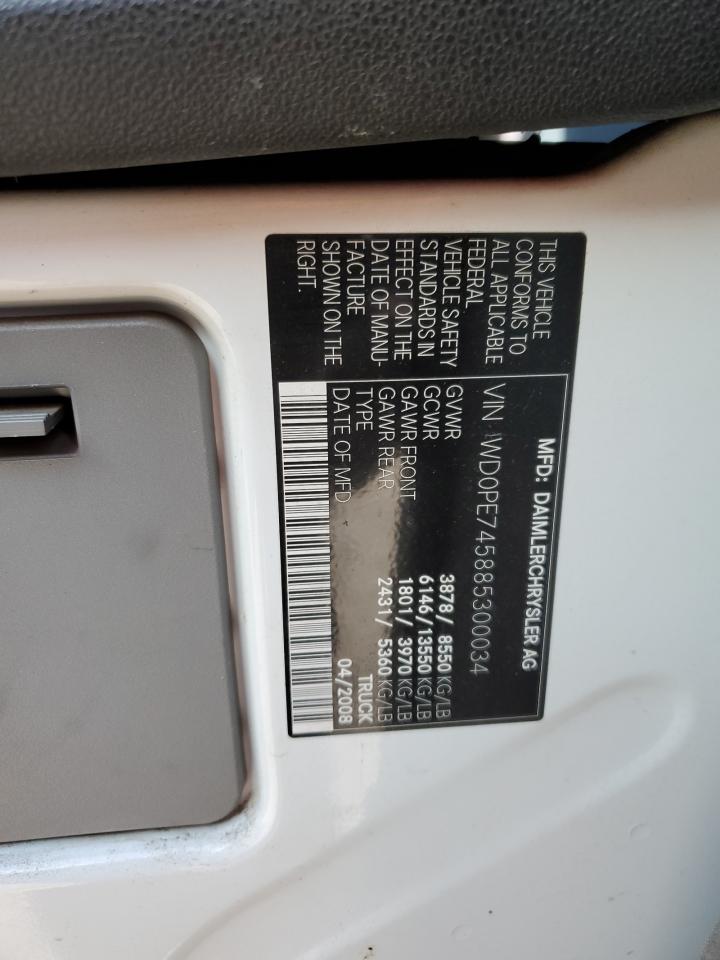 THIS VEHICLE
CONFORMS TO
ALL APPLICABLE
FEDERAL
VEHICLE SAFETY
STANDARDS IN
EFFECT ON THE
DATE OF MANU-
FACTURE
SHOWN ON THE
RIGHT.
MFD: DAIMLERCHRYSLER AG
VIN: WD0PE745885300034
GVWR 3878/ 8550 KG/LB
GCWR 6146/13550 KG/LB
GAWR FRONT 1801/ 3970 KG/LB
GAWR REAR 2431/ 5360 KG/LB
TYPE TRUCK
DATE OF MFD 04/2008